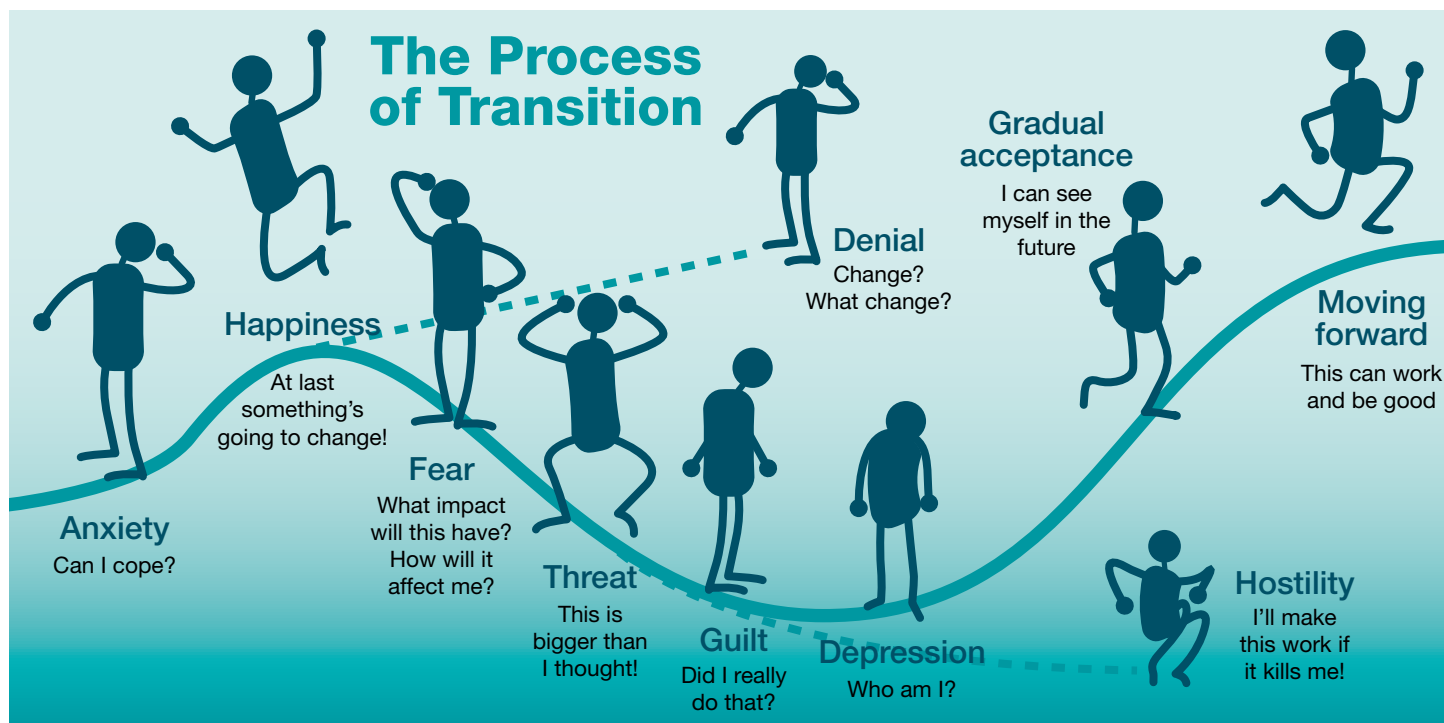 The Process
of Transition
Anxiety
Can I cope?
Happiness
At last
something's
going to change!
Fear
What impact
will this have?
How will it
affect me?
Denial
Change?
What change?
Threat
This is
bigger than
I thought!
Guilt
Did I really
do that?
Depression
Who am I?
Gradual
acceptance
I can see
myself in the
future
Hostility
I'll make
this work if
it kills me!
Moving
forward
This can work
and be good